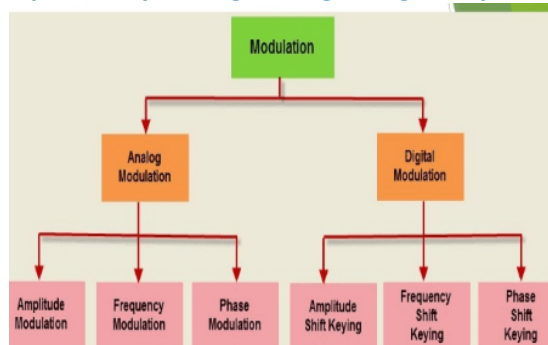 Modulation
Analog
Modulation
Digital
Modulation
Amplitude
Modulation
Frequency
Modulation
Phase
Modulation
Amplitude
Shift Keying
Frequency
Shift
Keying
Phase
Shift
Keying